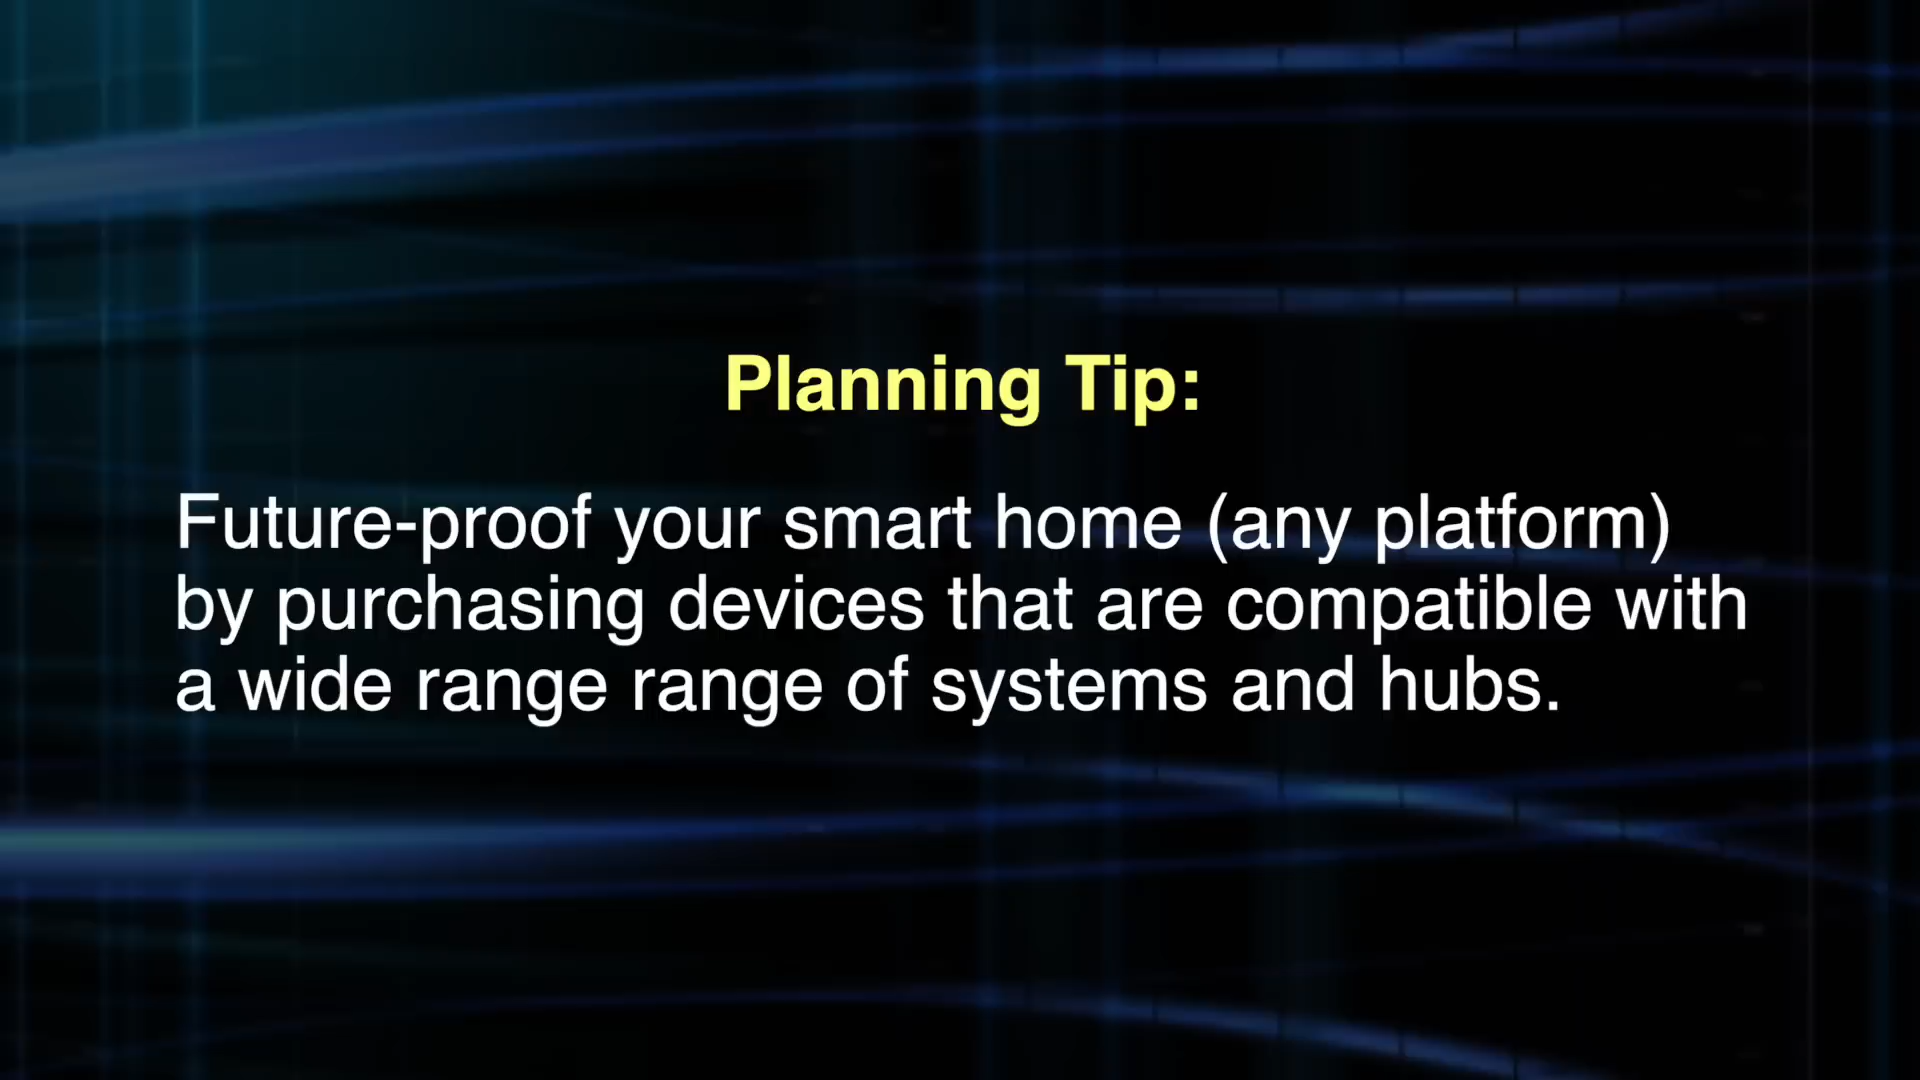 Planning Tip:
Future-proof your smart home (any platform)
by purchasing devices that are compatible with
a wide range range of systems and hubs.